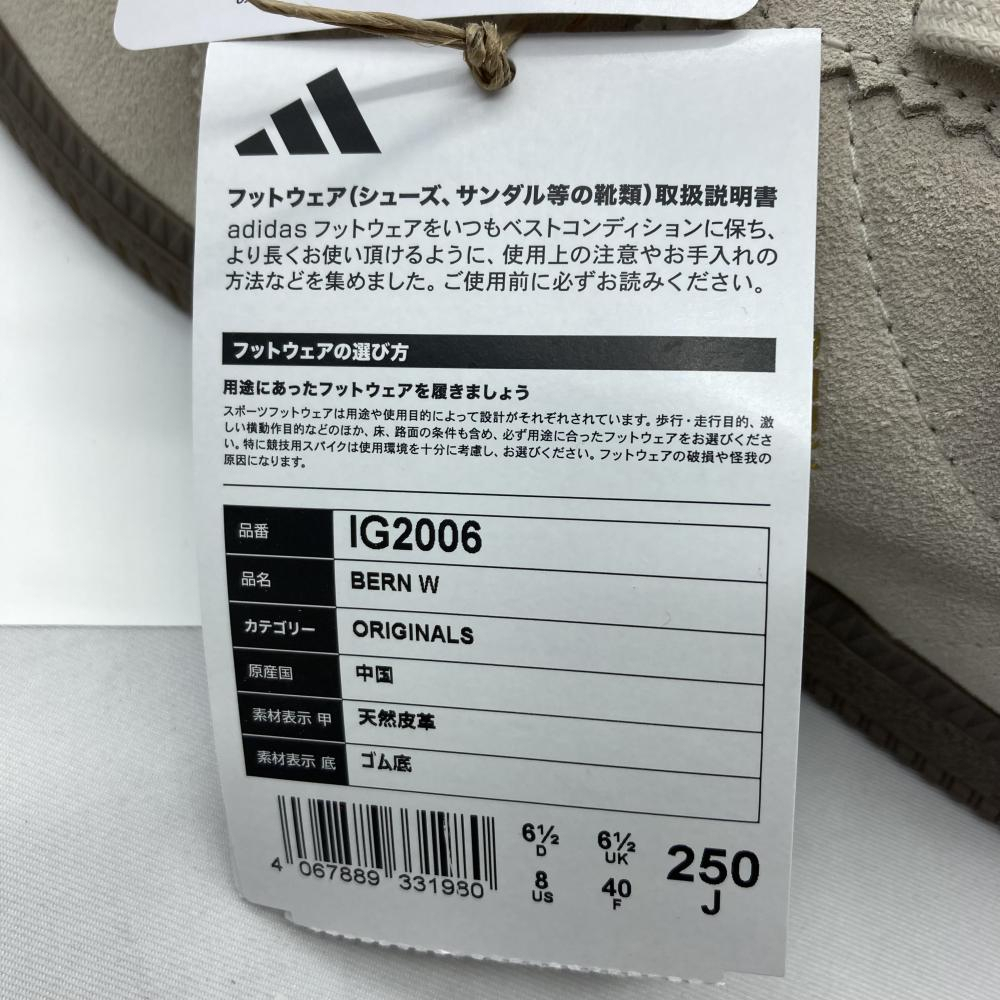 フットウェア(シューズ、サンダル等の靴類)取扱説明書
adidas フットウェアをいつもベストコンディションに保ち、
より長くお使い頂けるように、使用上の注意やお手入れの
方法などを集めました。ご使用前に必ずお読みください。
フットウェアの選び方
用途にあったフットウェアを履きましょう
スポーツフットウェアは用途や使用目的によって設計がそれぞれされています。歩行・走行目的、激
しい横動作目的などのほか、床、路面の条件も含め、必ず用途に合ったフットウェアをお選びくださ
い。特に競技用スパイクは使用環境を十分に考慮し、お選びください。フットウェアの破損や怪我の
原因になります。
品番 IG2006
品名 BERN W
カテゴリー ORIGINALS
原産国 中国
素材表示 甲 天然皮革
素材表示 底 ゴム底
4 067889 331980
6½ D
6½ UK
8 US
40 F
250 J